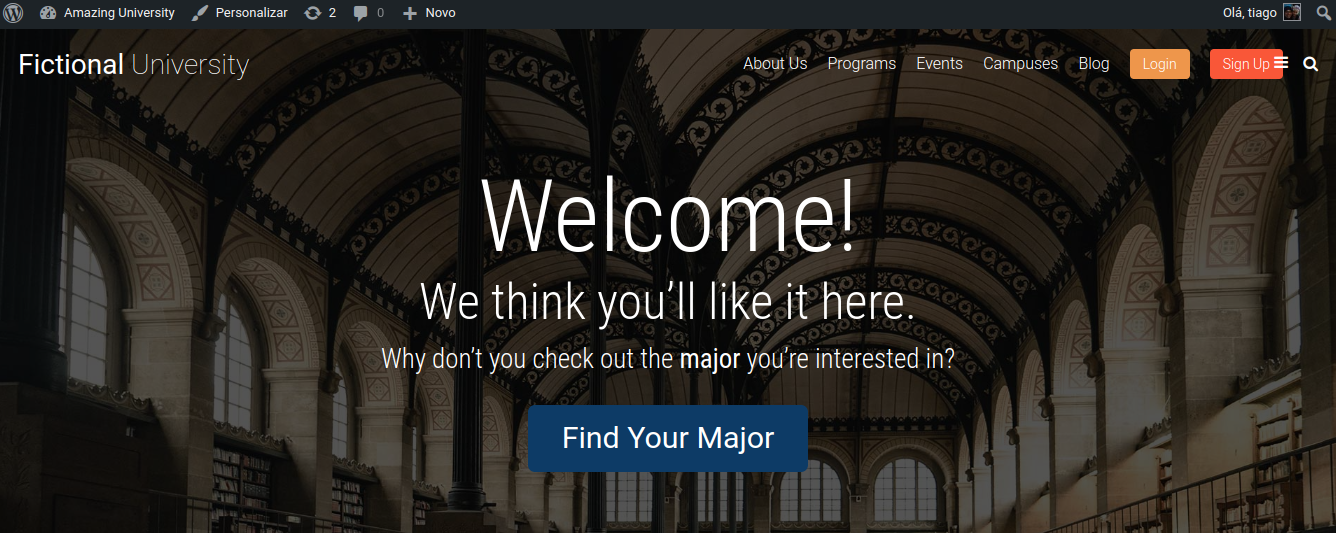 Amazing University Personalizar 2 0 Novo Olá, tiago
Fictional University About Us Programs Events Campuses Blog Login Sign Up
Welcome!
We think you’ll like it here.
Why don’t you check out the major you’re interested in?
Find Your Major